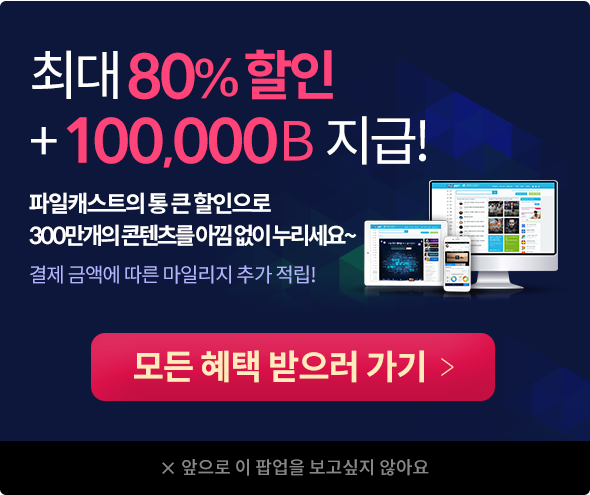 최대 80% 할인
+ 100,000B 지급!
파일캐스트의 통 큰 할인으로
300만개의 콘텐츠를 아낌 없이 누리세요~
결제 금액에 따른 마일리지 추가 적립!
모든 혜택 받으러 가기 >
× 앞으로 이 팝업을 보고싶지 않아요